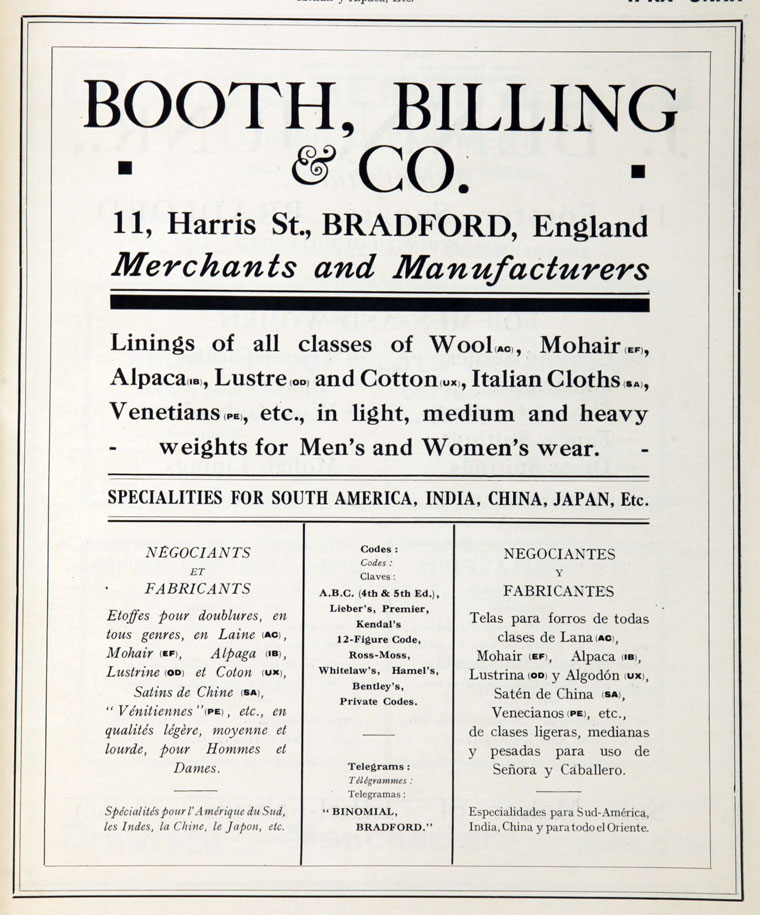 BOOTH, BILLING
& CO.
11, Harris St., BRADFORD, England
Merchants and Manufacturers
Linings of all classes of Wool (AC), Mohair (EF),
Alpaca (IB), Lustre (OD) and Cotton (UX), Italian Cloths (SA),
Venetians (PE), etc., in light, medium and heavy
- weights for Men's and Women's wear. -
SPECIALITIES FOR SOUTH AMERICA, INDIA, CHINA, JAPAN, Etc.
NÉGOCIANTS
ET
FABRICANTS
Etoffes pour doublures, en
tous genres, en Laine (AC),
Mohair (EF), Alpaga (IB),
Lustrine (OD) et Coton (UX),
Satins de Chine (SA),
"Vénitiennes" (PE), etc., en
qualités légère, moyenne et
lourde, pour Hommes et
Dames.
Spécialités pour l'Amérique du Sud,
les Indes, la Chine, le Japon, etc.
Codes :
Codes :
Claves :
A.B.C. (4th & 5th Ed.),
Lieber's, Premier,
Kendal's
12-Figure Code,
Ross-Moss,
Whitelaw's, Hamel's,
Bentley's,
Private Codes.
Telegrams :
Télégrammes :
Telegramas :
"BINOMIAL,
BRADFORD."
NEGOCIANTES
Y
FABRICANTES
Telas para forros de todas
clases de Lana (AC),
Mohair (EF), Alpaca (IB),
Lustrina (OD) y Algodón (UX),
Satén de China (SA),
Venecianos (PE), etc.,
de clases ligeras, medianas
y pesadas para uso de
Señora y Caballero.
Especialidades para Sud-América,
India, China y para todo el Oriente.